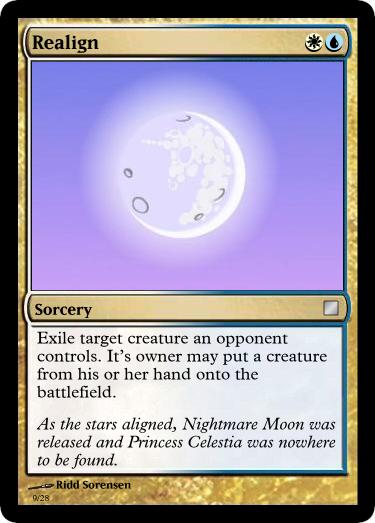 Realign
Sorcery
Exile target creature an opponent
controls. It's owner may put a creature
from his or her hand onto the
battlefield.
As the stars aligned, Nightmare Moon was
released and Princess Celestia was nowhere
to be found.
Ridd Sorensen
9/28